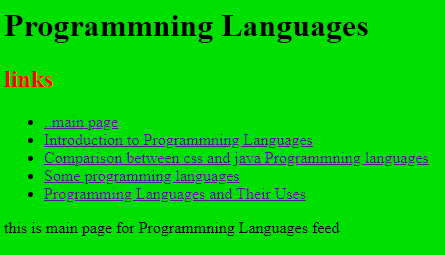 Programmning Languages
links
..main page
Introduction to Programmning Languages
Comparison between css and java Programmning languages
Some programming languages
Programming Languages and Their Uses
this is main page for Programmning Languages feed